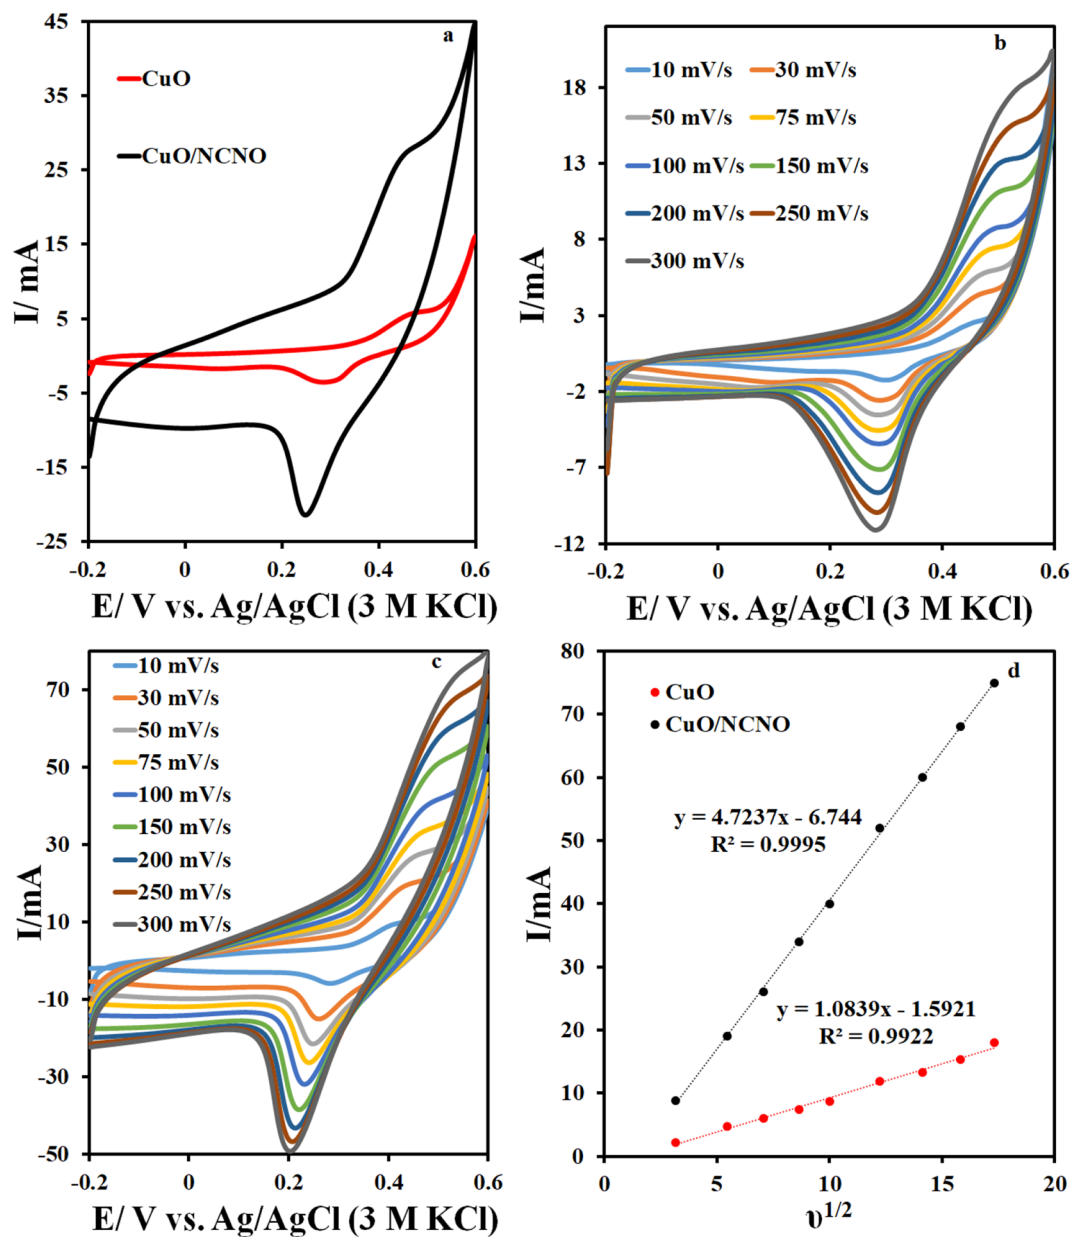 a
45
35
25
15
5
-5
-15
-25
I/ mA
CuO
CuO/NCNO
-0.2
0
0.2
0.4
0.6
E/ V vs. Ag/AgCl (3 M KCl)
b
18
13
8
3
-2
-7
-12
I/mA
10 mV/s
30 mV/s
50 mV/s
75 mV/s
100 mV/s
150 mV/s
200 mV/s
250 mV/s
300 mV/s
-0.2
0
0.2
0.4
0.6
E/ V vs. Ag/AgCl (3 M KCl)
c
70
50
30
10
-10
-30
-50
I/mA
10 mV/s
30 mV/s
50 mV/s
75 mV/s
100 mV/s
150 mV/s
200 mV/s
250 mV/s
300 mV/s
-0.2
0
0.2
0.4
0.6
E/ V vs. Ag/AgCl (3 M KCl)
d
80
70
60
50
40
30
20
10
0
I/mA
CuO
CuO/NCNO
y = 4.7237x - 6.744
R² = 0.9995
y = 1.0839x - 1.5921
R² = 0.9922
0
5
10
15
20
υ^1/2